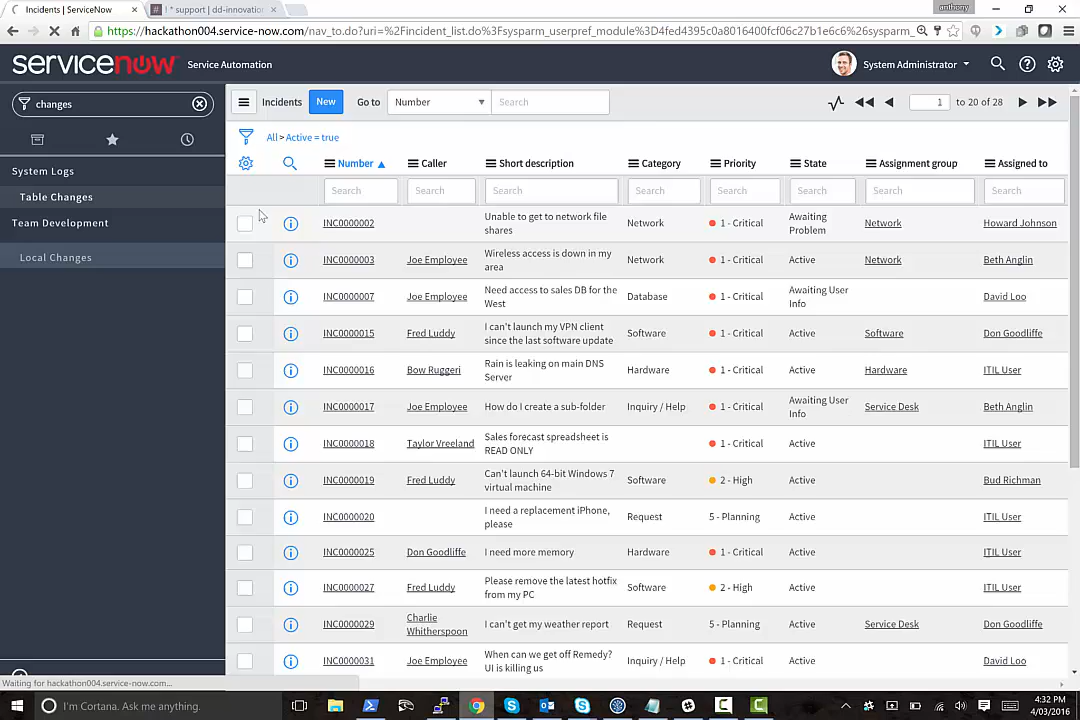 Incidents | ServiceNow
! * support | dd-innovation
anthony
https://hackathon004.service-now.com/nav_to.do?uri=%2Fincident_list.do%3Fsysparm_userpref_module%3D4fed4395c0a8016400fcf06c27b1e6c6%26sysparm_
servicenow Service Automation
System Administrator
changes
Incidents New Go to Number Search
1 to 20 of 28
All > Active = true
System Logs
Table Changes
Team Development
Local Changes
Number Caller Short description Category Priority State Assignment group Assigned to
Search Search Search Search Search Search Search Search
INC0000002 Unable to get to network file shares Network 1 - Critical Awaiting Problem Network Howard Johnson
INC0000003 Joe Employee Wireless access is down in my area Network 1 - Critical Active Network Beth Anglin
INC0000007 Joe Employee Need access to sales DB for the West Database 1 - Critical Awaiting User Info David Loo
INC0000015 Fred Luddy I can't launch my VPN client since the last software update Software 1 - Critical Active Software Don Goodliffe
INC0000016 Bow Ruggeri Rain is leaking on main DNS Server Hardware 1 - Critical Active Hardware ITIL User
INC0000017 Joe Employee How do I create a sub-folder Inquiry / Help 1 - Critical Awaiting User Info Service Desk Beth Anglin
INC0000018 Taylor Vreeland Sales forecast spreadsheet is READ ONLY 1 - Critical Active ITIL User
INC0000019 Fred Luddy Can't launch 64-bit Windows 7 virtual machine Software 2 - High Active Bud Richman
INC0000020 I need a replacement iPhone, please Request 5 - Planning Active ITIL User
INC0000025 Don Goodliffe I need more memory Hardware 1 - Critical Active ITIL User
INC0000027 Fred Luddy Please remove the latest hotfix from my PC Software 2 - High Active ITIL User
INC0000029 Charlie Whitherspoon I can't get my weather report Request 5 - Planning Active Service Desk Don Goodliffe
INC0000031 Joe Employee When can we get off Remedy? UI is killing us Inquiry / Help 1 - Critical Active David Loo
Waiting for hackathon004.service-now.com...
I'm Cortana. Ask me anything.
4:32 PM
4/03/2016